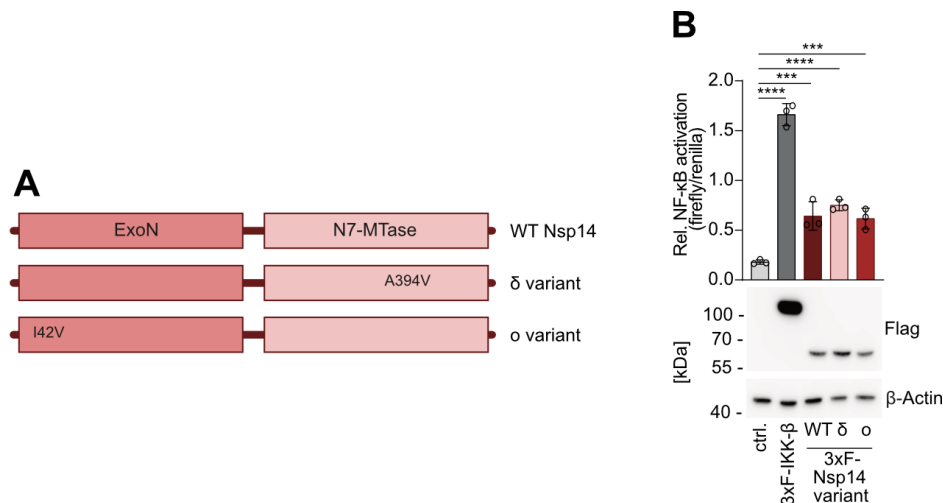 A
ExoN N7-MTase WT Nsp14
A394V δ variant
I42V o variant
B
***
****
***
****
Rel. NF-κB activation
(firefly/renilla)
2.0
1.5
1.0
0.5
0.0
[kDa]
100 -
70 -
55 -
40 -
Flag
β-Actin
ctrl.
3xF-IKK-β
WT δ o
3xF-
Nsp14
variant